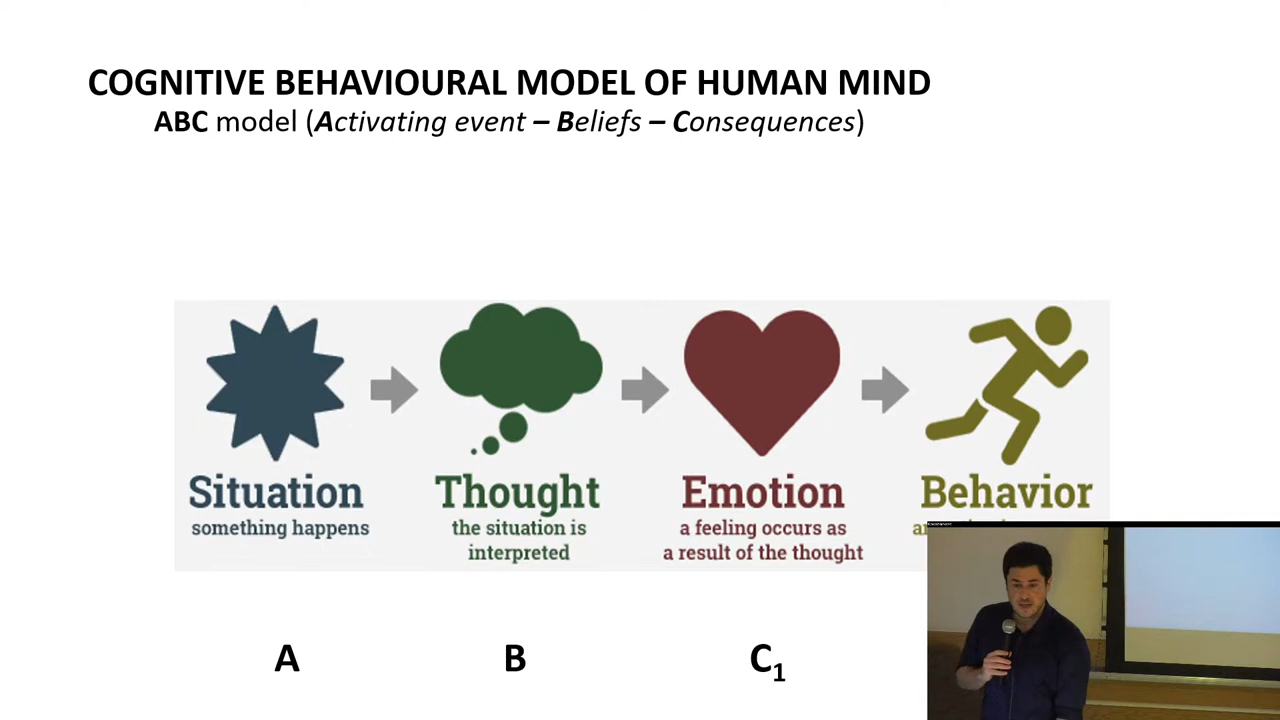 COGNITIVE BEHAVIOURAL MODEL OF HUMAN MIND
ABC model (Activating event – Beliefs – Consequences)
Situation
something happens
Thought
the situation is
interpreted
Emotion
a feeling occurs as
a result of the thought
Behavior
A
B
C₁